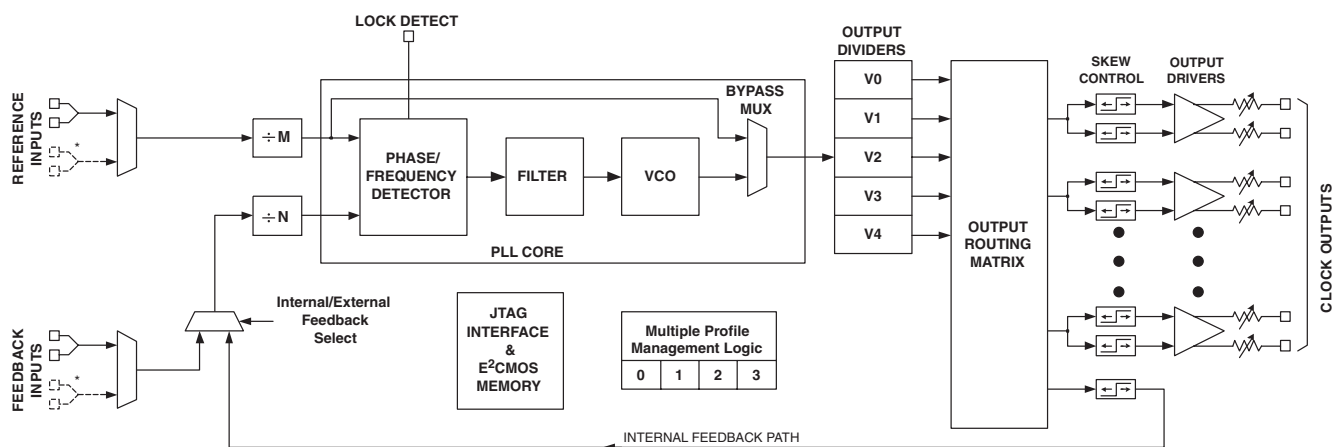 LOCK DETECT
OUTPUT
DIVIDERS
REFERENCE
INPUTS
*
÷M
÷N
PHASE/
FREQUENCY
DETECTOR
FILTER
VCO
BYPASS
MUX
PLL CORE
V0
V1
V2
V3
V4
OUTPUT
ROUTING
MATRIX
SKEW
CONTROL
OUTPUT
DRIVERS
CLOCK OUTPUTS
FEEDBACK
INPUTS
*
Internal/External
Feedback
Select
JTAG
INTERFACE
&
E²CMOS
MEMORY
Multiple Profile
Management Logic
0 1 2 3
INTERNAL FEEDBACK PATH